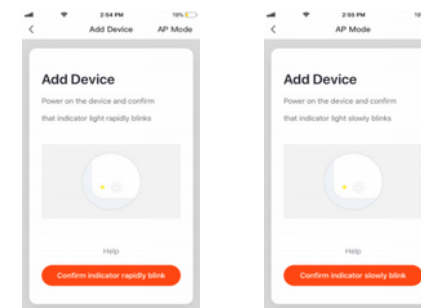 2:54 PM
19%
Add Device
AP Mode
Add Device
Power on the device and confirm
that indicator light rapidly blinks
Help
Confirm indicator rapidly blink
2:55 PM
AP Mode
Add Device
Power on the device and confirm
that indicator light slowly blinks
Help
Confirm indicator slowly blink